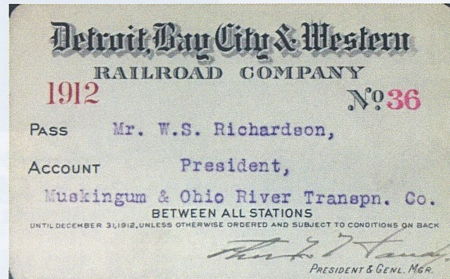 Detroit, Bay City & Western
RAILROAD COMPANY
1912 No 36
PASS Mr. W.S. Richardson,
ACCOUNT President,
Muskingum & Ohio River Transpn. Co.
BETWEEN ALL STATIONS
UNTIL DECEMBER 31, 1912, UNLESS OTHERWISE ORDERED AND SUBJECT TO CONDITIONS ON BACK
PRESIDENT & GENL. MGR.